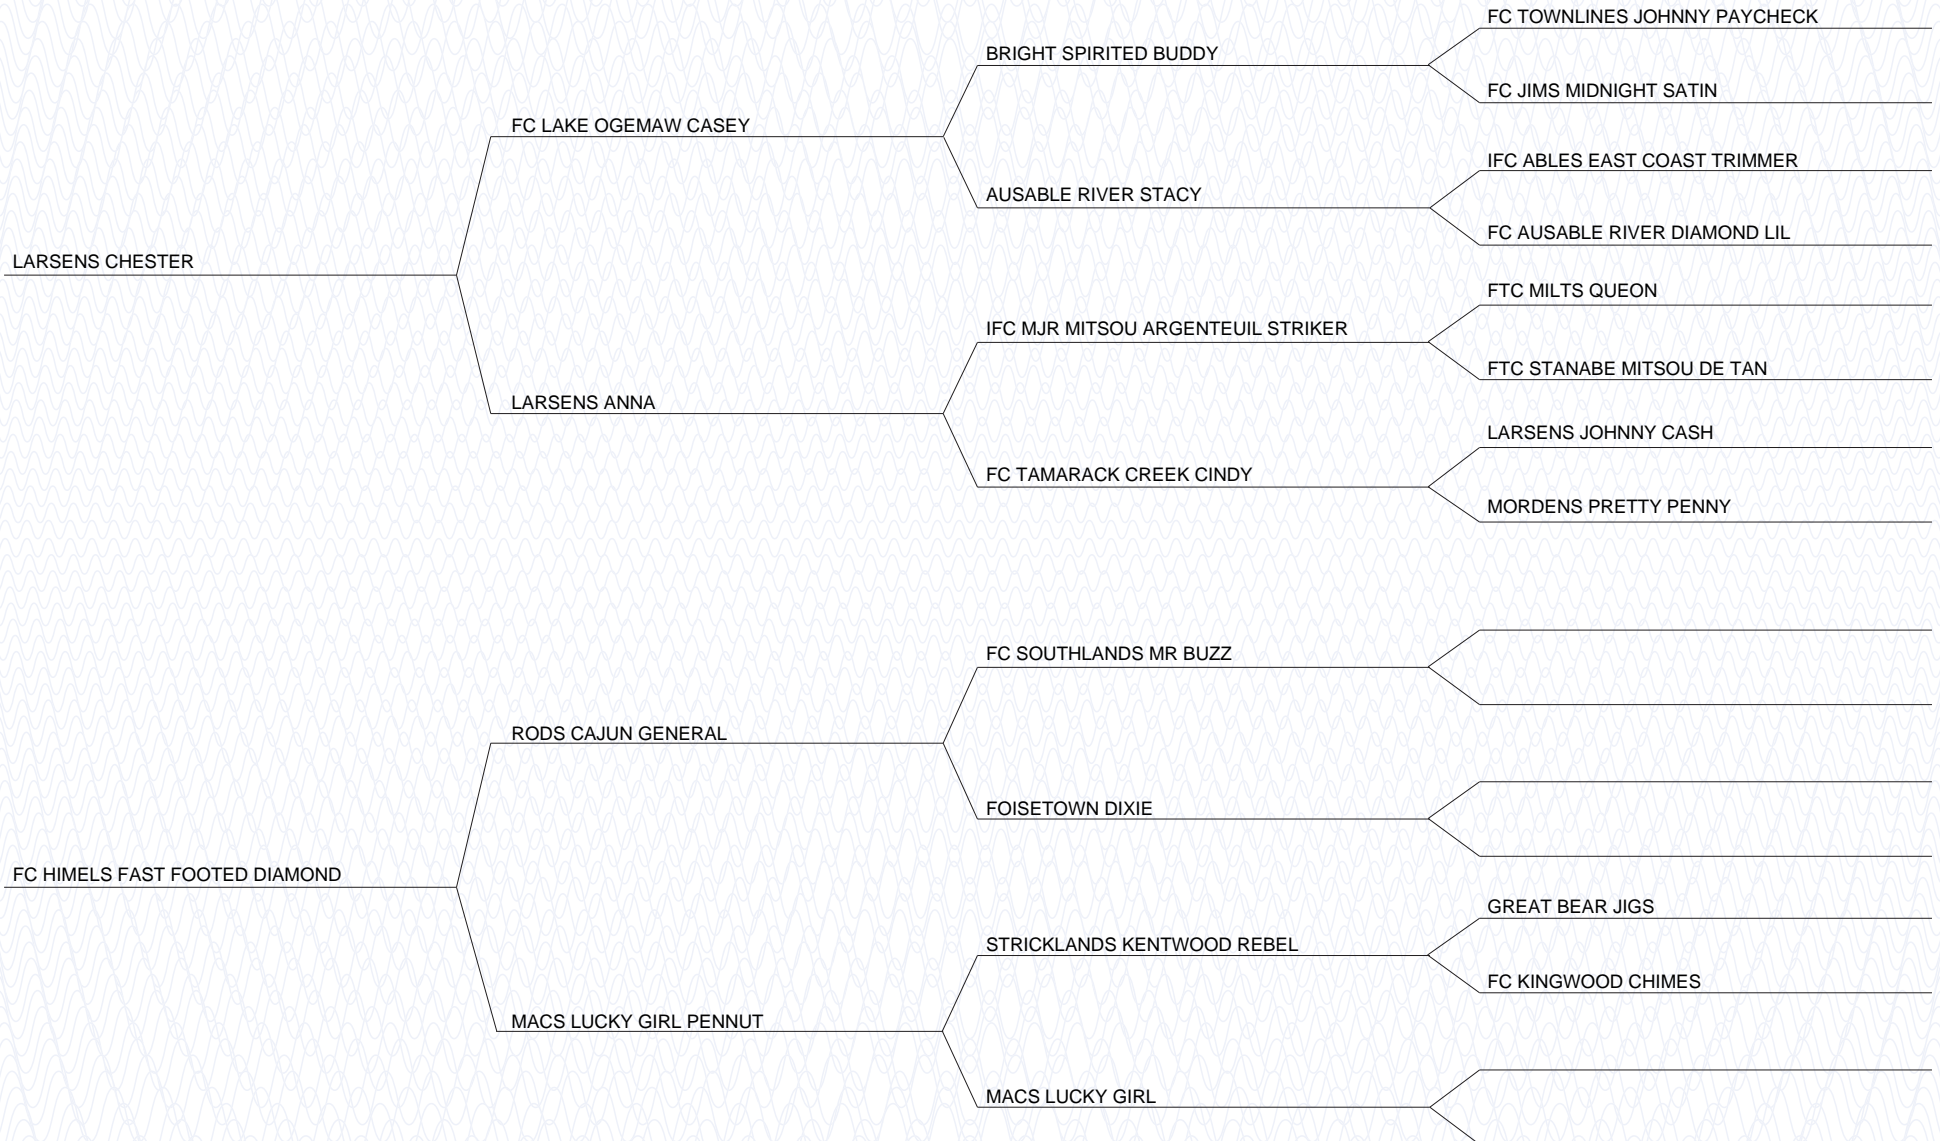 FC TOWNLINES JOHNNY PAYCHECK
BRIGHT SPIRITED BUDDY
FC JIMS MIDNIGHT SATIN
FC LAKE OGEMAW CASEY
IFC ABLES EAST COAST TRIMMER
AUSABLE RIVER STACY
FC AUSABLE RIVER DIAMOND LIL
LARSENS CHESTER
FTC MILTS QUEON
IFC MJR MITSOU ARGENTEUIL STRIKER
FTC STANABE MITSOU DE TAN
LARSENS ANNA
LARSENS JOHNNY CASH
FC TAMARACK CREEK CINDY
MORDENS PRETTY PENNY
FC SOUTHLANDS MR BUZZ
RODS CAJUN GENERAL
FOISETOWN DIXIE
FC HIMELS FAST FOOTED DIAMOND
GREAT BEAR JIGS
STRICKLANDS KENTWOOD REBEL
FC KINGWOOD CHIMES
MACS LUCKY GIRL PENNUT
MACS LUCKY GIRL